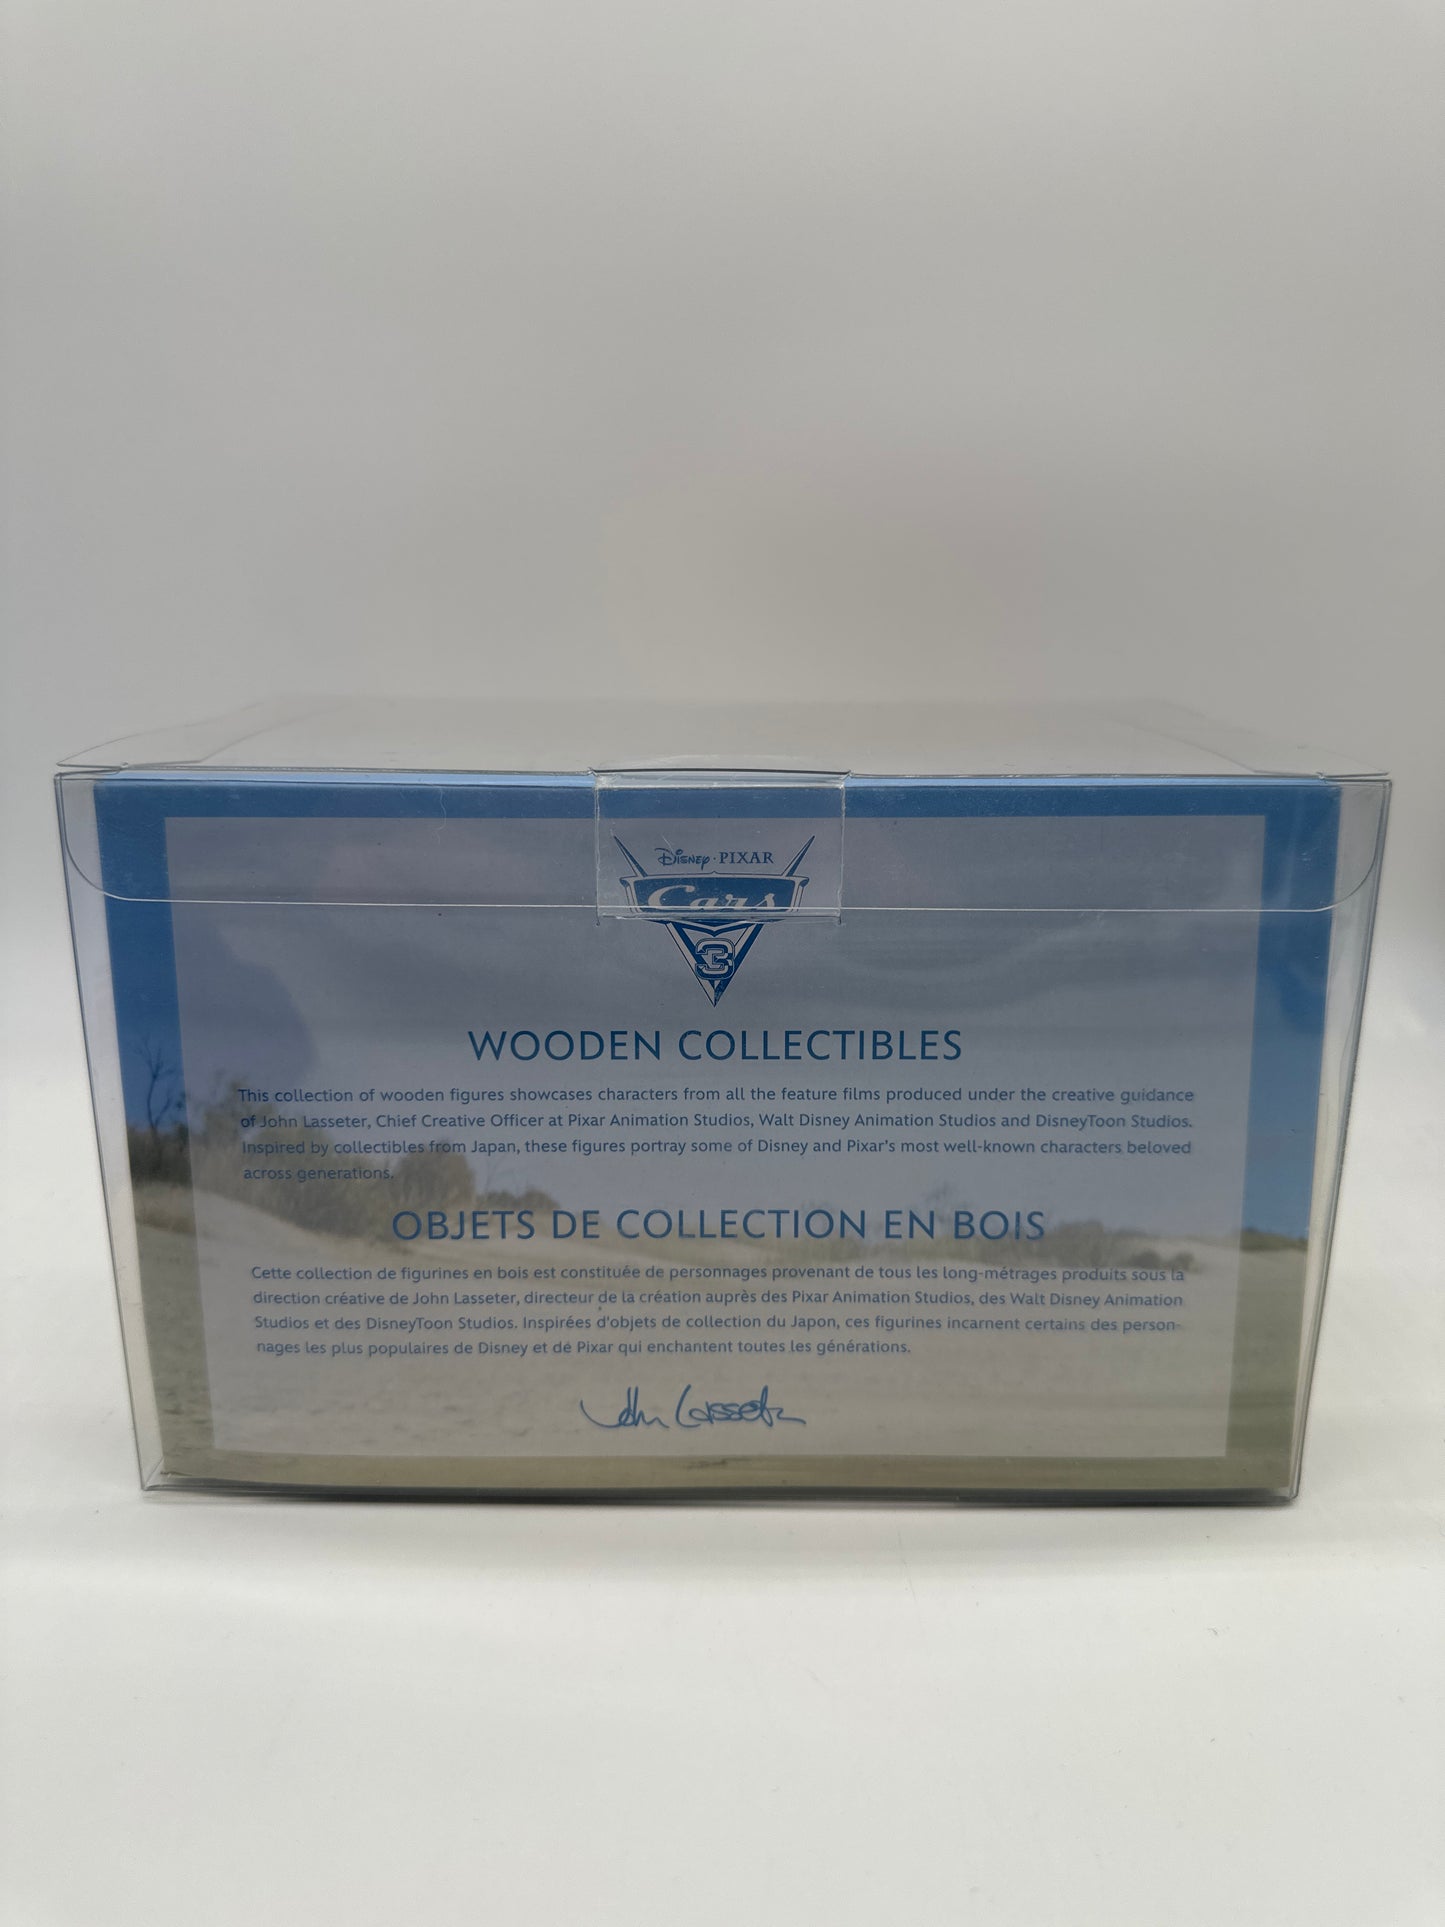 Disney · PIXAR
Cars
3
WOODEN COLLECTIBLES
This collection of wooden figures showcases characters from all the feature films produced under the creative guidance
of John Lasseter, Chief Creative Officer at Pixar Animation Studios, Walt Disney Animation Studios and DisneyToon Studios.
Inspired by collectibles from Japan, these figures portray some of Disney and Pixar's most well-known characters beloved
across generations.
OBJETS DE COLLECTION EN BOIS
Cette collection de figurines en bois est constituée de personnages provenant de tous les long-métrages produits sous la
direction créative de John Lasseter, directeur de la création auprès des Pixar Animation Studios, des Walt Disney Animation
Studios et des DisneyToon Studios. Inspirées d'objets de collection du Japon, ces figurines incarnent certains des person-
nages les plus populaires de Disney et de Pixar qui enchantent toutes les générations.
John Lasseter